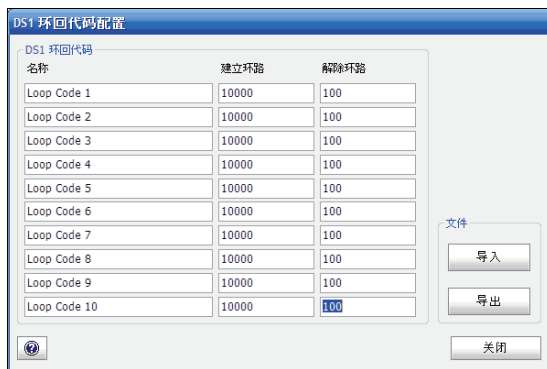 DS1 环回代码配置
DS1 环回代码
名称 建立环路 解除环路
Loop Code 1 10000 100
Loop Code 2 10000 100
Loop Code 3 10000 100
Loop Code 4 10000 100
Loop Code 5 10000 100
Loop Code 6 10000 100
Loop Code 7 10000 100
Loop Code 8 10000 100
Loop Code 9 10000 100
Loop Code 10 10000 100
文件
导入
导出
? 关闭